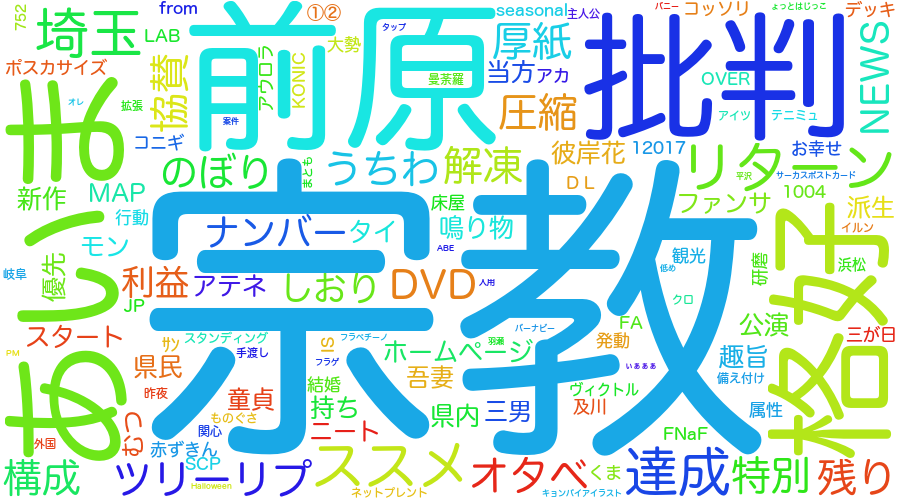 752
from
①②
seasonal
主人公
バニー
コッソリ
ょっとはじっこ
デッキ
埼玉
LAB
前原
大勢
タップ
厚紙
批判
NEWS
ポスカサイズ
協賛
アウロラ
KONIC
曼荼羅
当方
アカ
OVER
オレ
拡張
案件
圧縮
アイツ
テニミュ
あいま
コニギ
のぼり
まとも
うちわ
解凍
彼岸花
12017
お幸せ
リターン
平沢
サーカスポストカード
新作
MAP
宗教
床屋
DL
ファンサ
1004
派生
行動
ナンバー
タイ
鳴り物
格好
イルン
モン
ABE
観光
低め
研磨
浜松
岐阜
優先
利益
アテネ
しおり
DVD
人用
クロ
JP
FA
公演
スタート
サン
スタンディング
フラペチーノ
バーナビー
羽瀬
発動
三が日
PM
県民
手渡し
フラゲ
IS
ホームページ
いぁぁぁ
趣旨
備え付け
昨夜
童貞
結婚
吾妻
ヴィクトル
むつ
ものぐさ
持ち
県内
三男
及川
属性
外国
赤ずきん
関心
ニート
FNaF
構成
SCP
ツリーリプ
ススメ
オタベ
くま
達成
特別
残り
Halloween
ネットプレント
キョンパイアイラスト